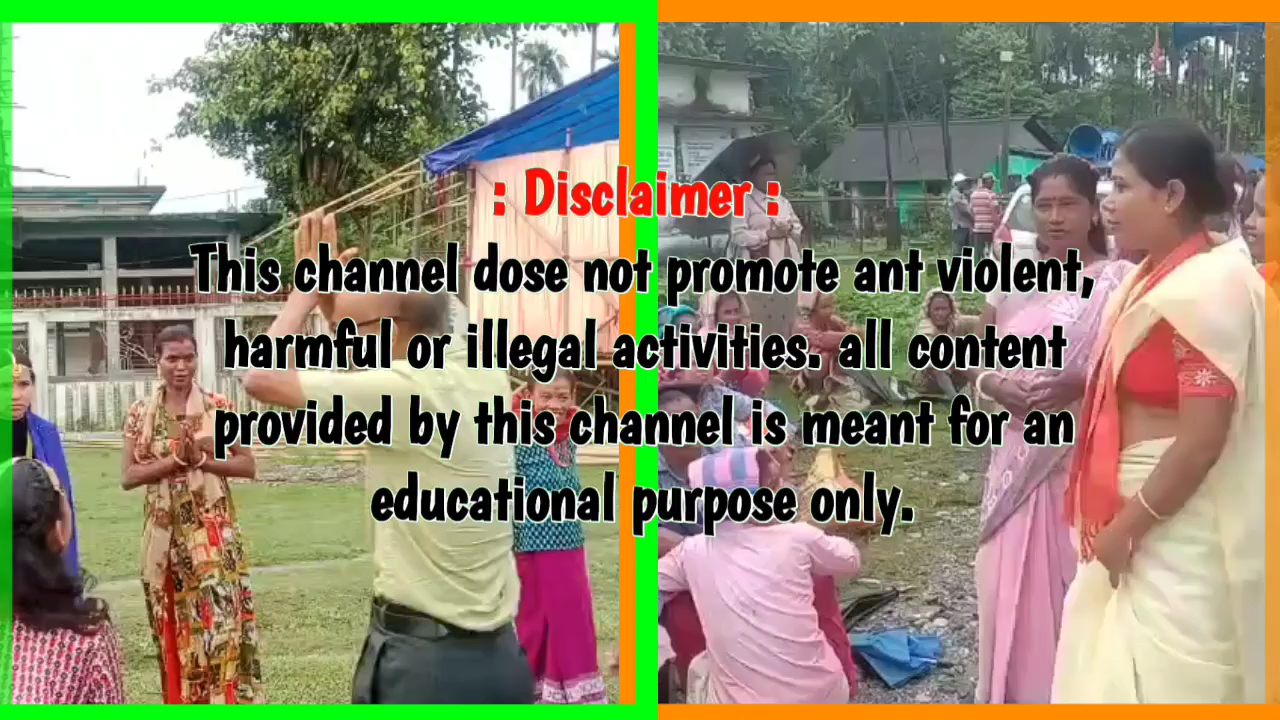 : Disclaimer :
This channel dose not promote ant violent,
harmful or illegal activities. all content
provided by this channel is meant for an
educational purpose only.